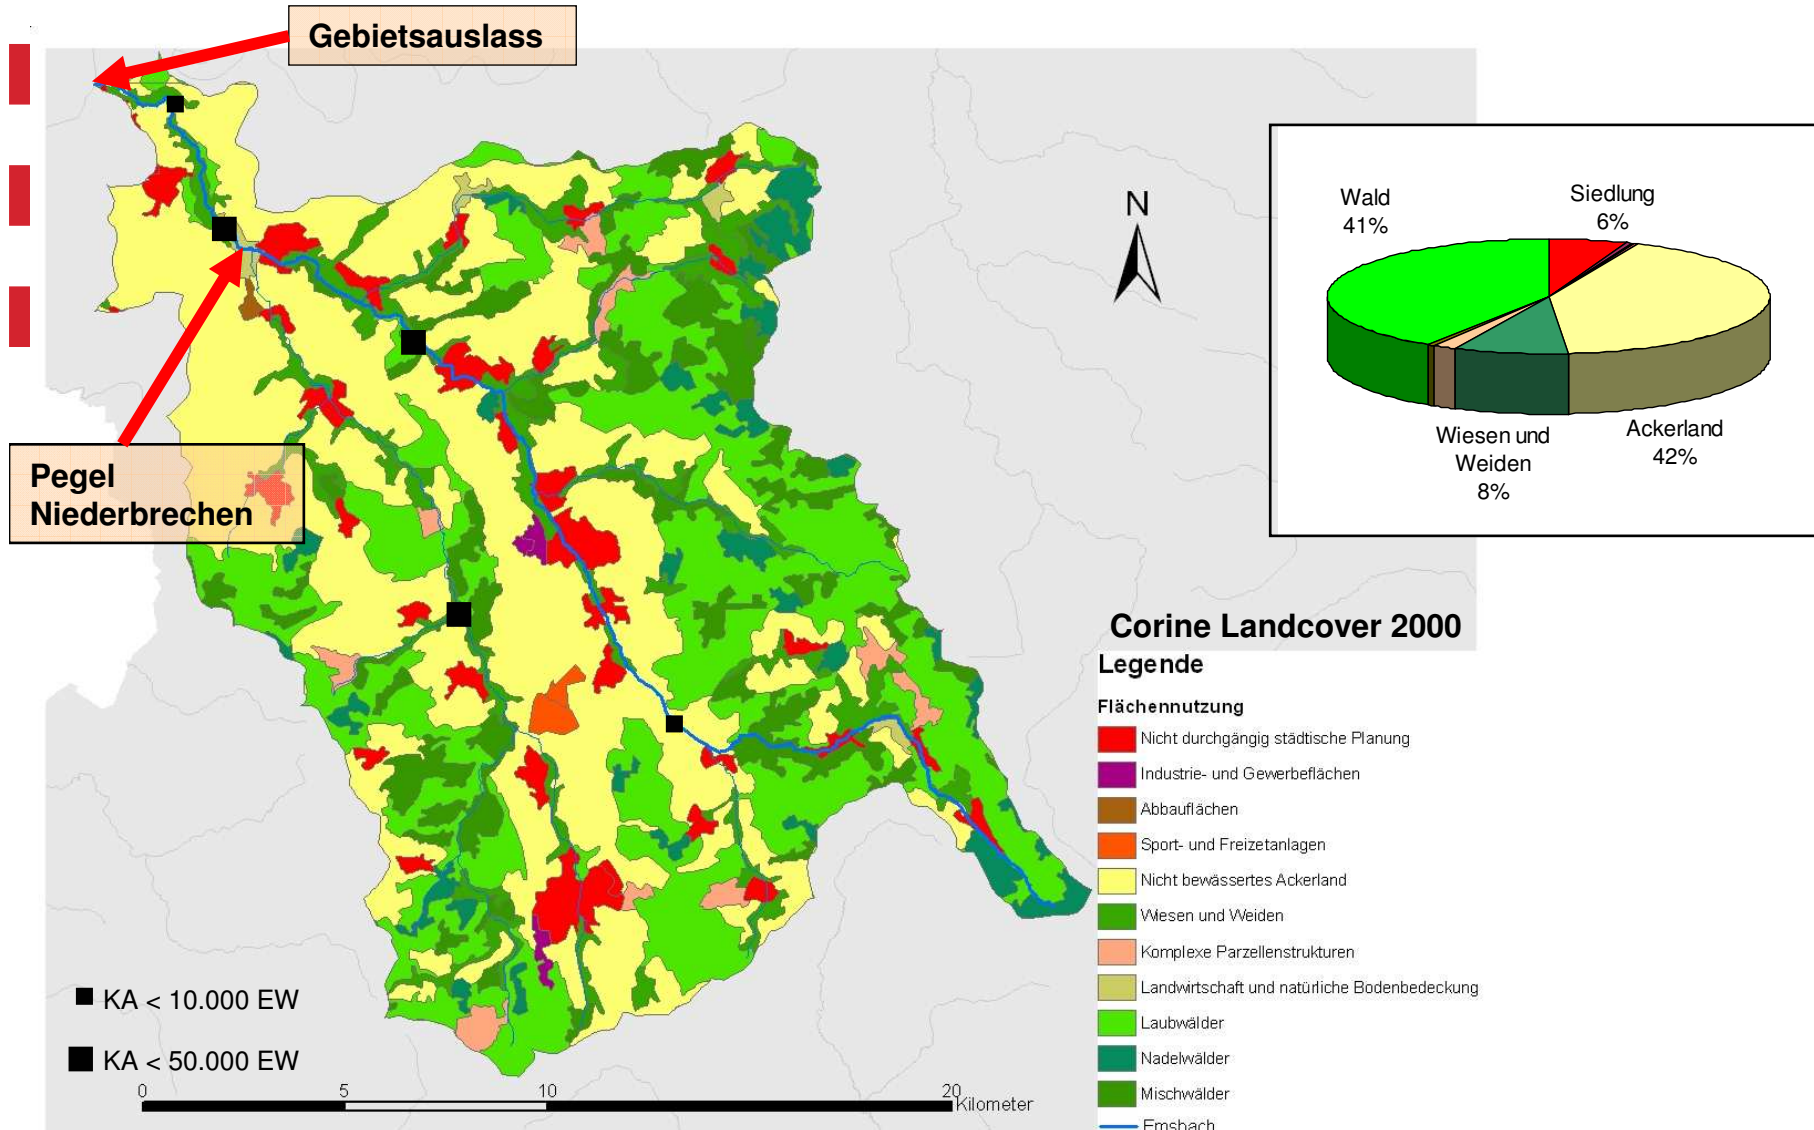 Gebietsauslass
Pegel
Niederbrechen
N
Wald
41%
Siedlung
6%
Wiesen und
Weiden
8%
Ackerland
42%
Corine Landcover 2000
Legende
Flächennutzung
Nicht durchgängig städtische Planung
Industrie- und Gewerbeflächen
Abbauflächen
Sport- und Freizetanlagen
Nicht bewässertes Ackerland
Wiesen und Weiden
Komplexe Parzellenstrukturen
Landwirtschaft und natürliche Bodenbedeckung
Laubwälder
Nadelwälder
Mischwälder
Emsbach
KA < 10.000 EW
KA < 50.000 EW
0 5 10 20
Kilometer